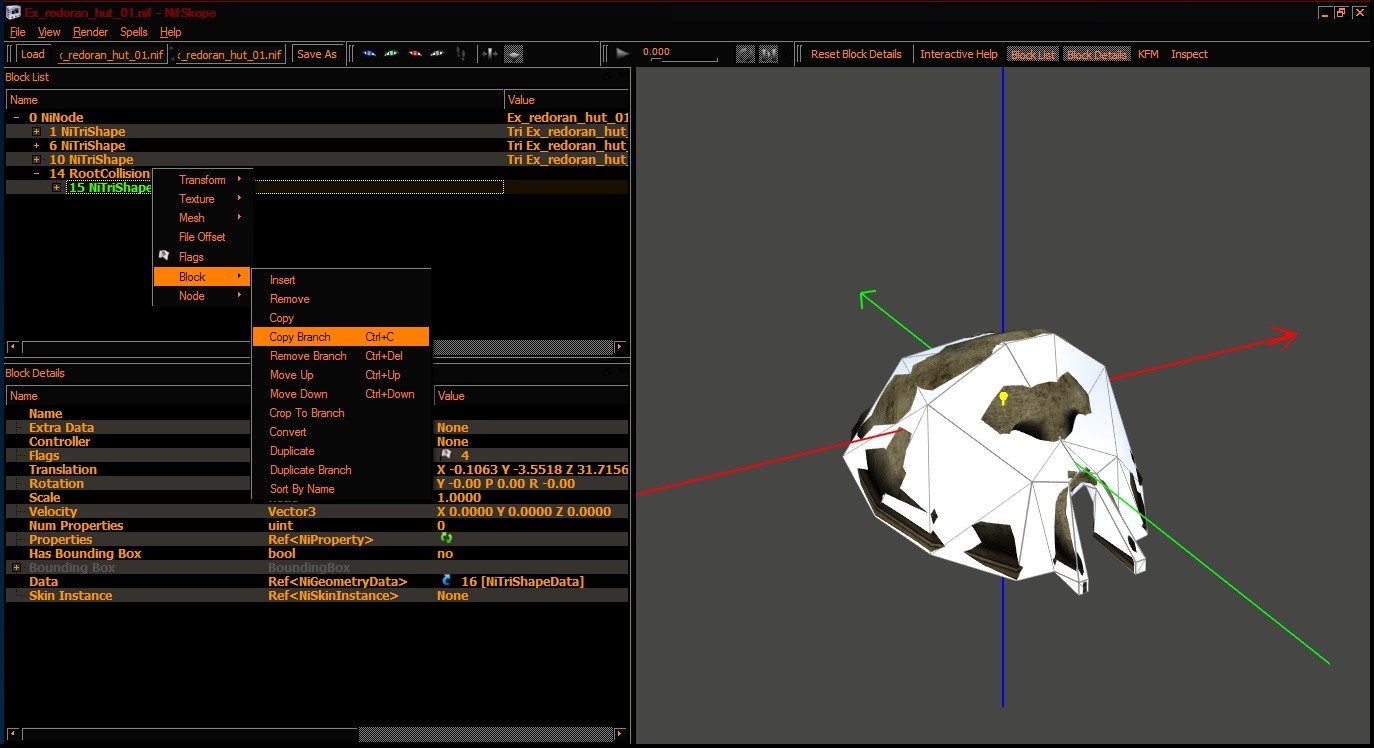 Ex_redoran_hut_01.nif - NifSkope
File View Render Spells Help
Load (_redoran_hut_01.nif (_redoran_hut_01.nif Save As 0.000 Reset Block Details Interactive Help Block List Block Details KFM Inspect
Block List
Name Value
0 NiNode Ex_redoran_hut_01
1 NiTriShape Tri Ex_redoran_hut_
6 NiTriShape Tri Ex_redoran_hut_
10 NiTriShape Tri Ex_redoran_hut_
14 RootCollision
15 NiTriShape
Transform
Texture
Mesh
File Offset
Flags
Block
Node
Insert
Remove
Copy
Copy Branch Ctrl+C
Remove Branch Ctrl+Del
Move Up Ctrl+Up
Move Down Ctrl+Down
Crop To Branch
Convert
Duplicate
Duplicate Branch
Sort By Name
Block Details
Name Value
Name
Extra Data None
Controller None
Flags 4
Translation X -0.1063 Y -3.5518 Z 31.7156
Rotation Y -0.00 P 0.00 R -0.00
Scale 1.0000
Velocity Vector3 X 0.0000 Y 0.0000 Z 0.0000
Num Properties uint 0
Properties Ref<NiProperty>
Has Bounding Box bool no
Bounding Box BoundingBox
Data Ref<NiGeometryData> 16 [NiTriShapeData]
Skin Instance Ref<NiSkinInstance> None